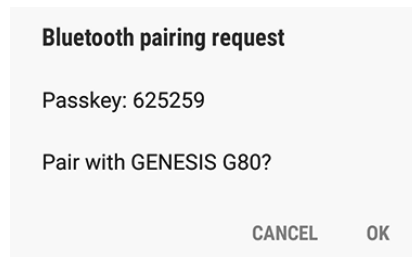 Bluetooth pairing request
Passkey: 625259
Pair with GENESIS G80?
CANCEL OK